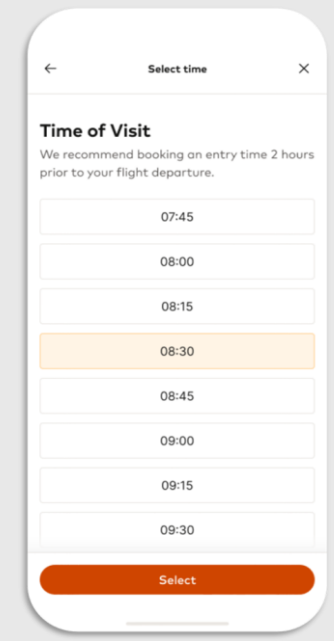 Select time
Time of Visit
We recommend booking an entry time 2 hours
prior to your flight departure.
07:45
08:00
08:15
08:30
08:45
09:00
09:15
09:30
Select